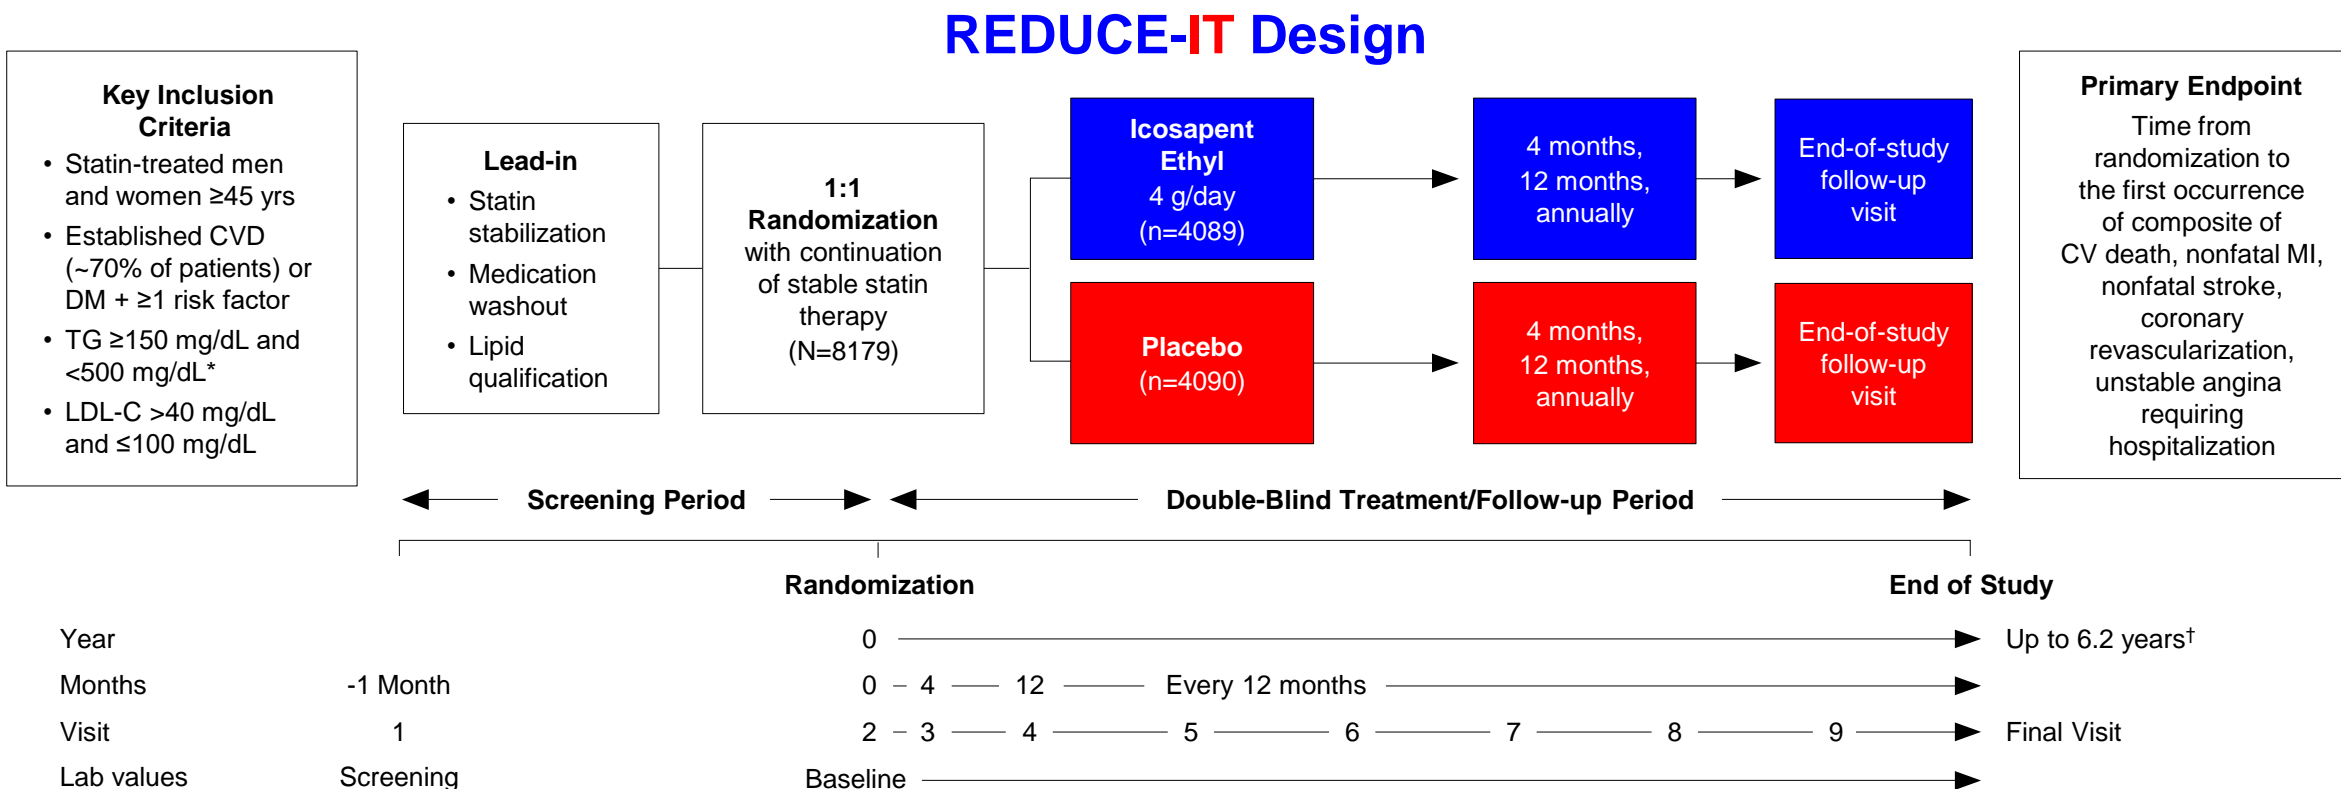 REDUCE-IT Design
Key Inclusion
Criteria
• Statin-treated men
and women ≥45 yrs
• Established CVD
(~70% of patients) or
DM + ≥1 risk factor
• TG ≥150 mg/dL and
<500 mg/dL*
• LDL-C >40 mg/dL
and ≤100 mg/dL
Lead-in
• Statin
stabilization
• Medication
washout
• Lipid
qualification
1:1
Randomization
with continuation
of stable statin
therapy
(N=8179)
Icosapent
Ethyl
4 g/day
(n=4089)
4 months,
12 months,
annually
End-of-study
follow-up
visit
Placebo
(n=4090)
4 months,
12 months,
annually
End-of-study
follow-up
visit
Primary Endpoint
Time from
randomization to
the first occurrence
of composite of
CV death, nonfatal MI,
nonfatal stroke,
coronary
revascularization,
unstable angina
requiring
hospitalization
Screening Period
Double-Blind Treatment/Follow-up Period
Randomization
End of Study
Year 0 Up to 6.2 years†
Months -1 Month 0 4 12 Every 12 months
Visit 1 2 3 4 5 6 7 8 9 Final Visit
Lab values Screening Baseline